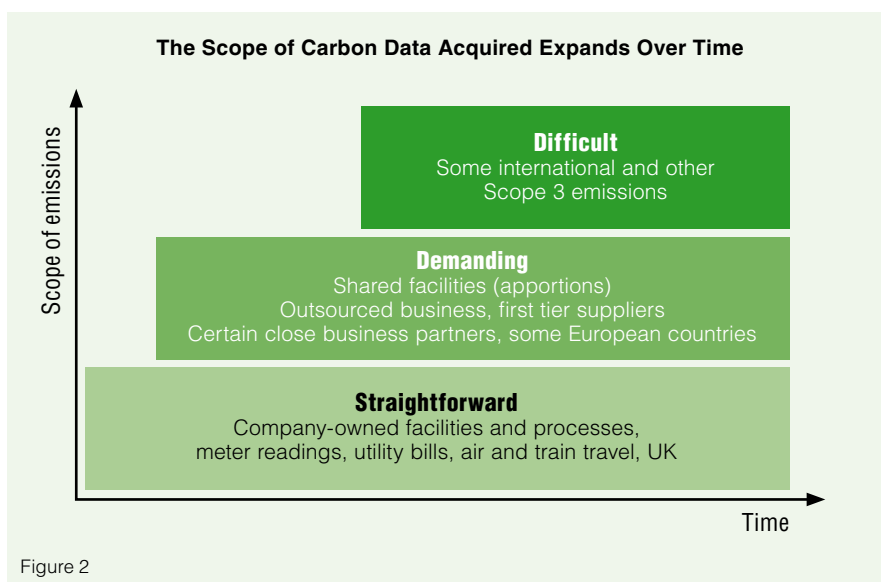 The Scope of Carbon Data Acquired Expands Over Time
Scope of emissions
Difficult
Some international and other
Scope 3 emissions
Demanding
Shared facilities (apportions)
Outsourced business, first tier suppliers
Certain close business partners, some European countries
Straightforward
Company-owned facilities and processes,
meter readings, utility bills, air and train travel, UK
Time
Figure 2